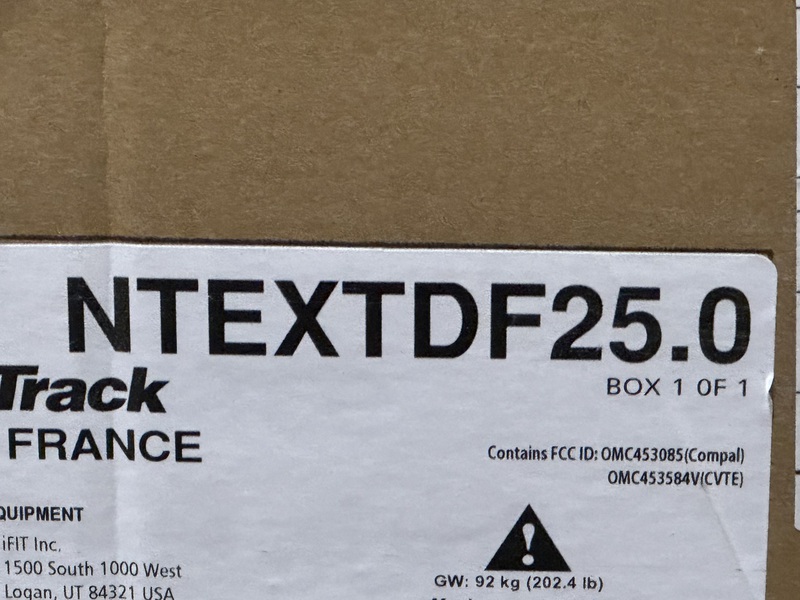 NTEXTDF25.0
Track
BOX 1 OF 1
FRANCE
Contains FCC ID: OMC453085(Compal)
OMC453584V(CVTE)
QUIPMENT
iFIT Inc.
1500 South 1000 West
GW: 92 kg (202.4 lb)
Logan, UT 84321 USA